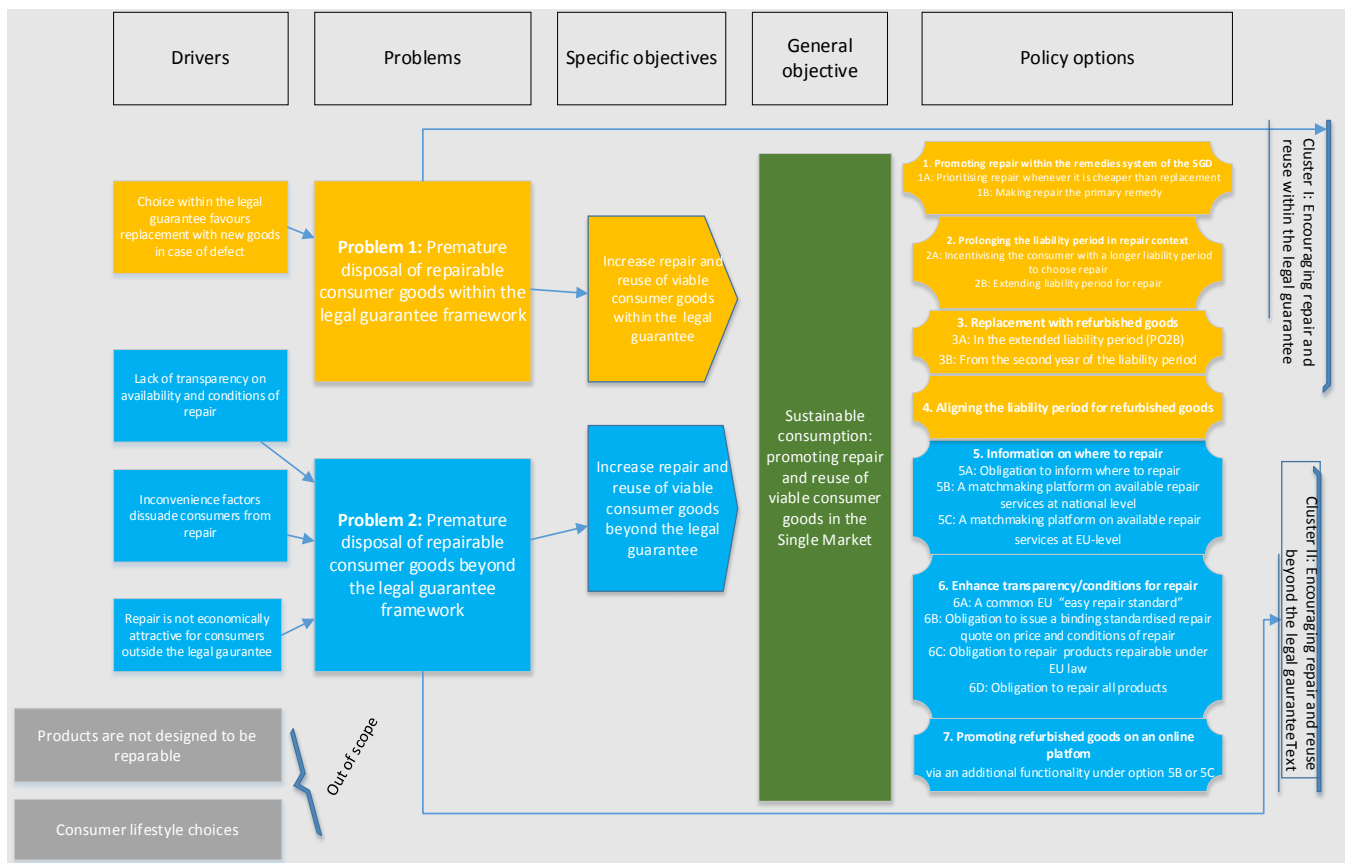 Drivers
Problems
Specific objectives
General
objective
Policy options
Choice within the legal
guarantee favours
replacement with new goods
in case of defect
Lack of transparency on
availability and conditions of
repair
Inconvenience factors
dissuade consumers from
repair
Repair is not economically
attractive for consumers
outside the legal gaurantee
Products are not designed to be
reparable
Consumer lifestyle choices
Out of scope
Problem 1: Premature
disposal of repairable
consumer goods within the
legal guarantee framework
Problem 2: Premature
disposal of repairable
consumer goods beyond
the legal guarantee
framework
Increase repair and
reuse of viable
consumer goods
within the legal
guarantee
Increase repair and
reuse of viable
consumer goods
beyond the legal
guarantee
Sustainable
consumption:
promoting repair
and reuse of
viable consumer
goods in the
Single Market
1. Promoting repair within the remedies system of the SGD
1A: Prioritising repair whenever it is cheaper than replacement
1B: Making repair the primary remedy
2. Prolonging the liability period in repair context
2A: Incentivising the consumer with a longer liability period
to choose repair
2B: Extending liability period for repair
3. Replacement with refurbished goods
3A: In the extended liability period (PO2B)
3B: From the second year of the liability period
4. Aligning the liability period for refurbished goods
5. Information on where to repair
5A: Obligation to inform where to repair
5B: A matchmaking platform on available repair
services at national level
5C: A matchmaking platform on available repair
services at EU-level
6. Enhance transparency/conditions for repair
6A: A common EU “easy repair standard”
6B: Obligation to issue a binding standardised repair
quote on price and conditions of repair
6C: Obligation to repair products repairable under
EU law
6D: Obligation to repair all products
7. Promoting refurbished goods on an online
platfom
via an additional functionality under option 5B or 5C
Cluster I: Encouraging repair and
reuse within the legal guarantee
Cluster II: Encouraging repair and reuse
beyond the legal gauranteeText